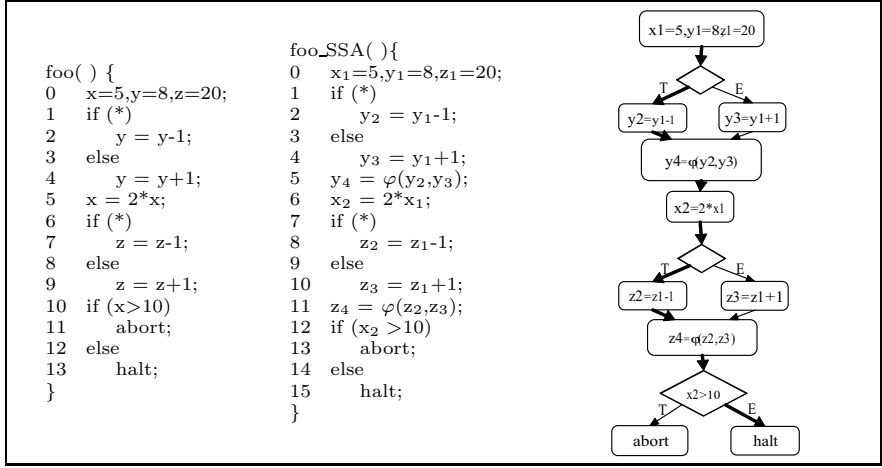 foo( ) {
0 x=5,y=8,z=20;
1 if (*)
2 y = y-1;
3 else
4 y = y+1;
5 x = 2*x;
6 if (*)
7 z = z-1;
8 else
9 z = z+1;
10 if (x>10)
11 abort;
12 else
13 halt;
}
foo_SSA( ){
0 x₁=5,y₁=8,z₁=20;
1 if (*)
2 y₂ = y₁-1;
3 else
4 y₃ = y₁+1;
5 y₄ = φ(y₂,y₃);
6 x₂ = 2*x₁;
7 if (*)
8 z₂ = z₁-1;
9 else
10 z₃ = z₁+1;
11 z₄ = φ(z₂,z₃);
12 if (x₂ >10)
13 abort;
14 else
15 halt;
}
x1=5,y1=8,z1=20
T E
y2=y1-1 y3=y1+1
y4=φ(y2,y3)
x2=2*x1
T E
z2=z1-1 z3=z1+1
z4=φ(z2,z3)
x2>10
T E
abort halt